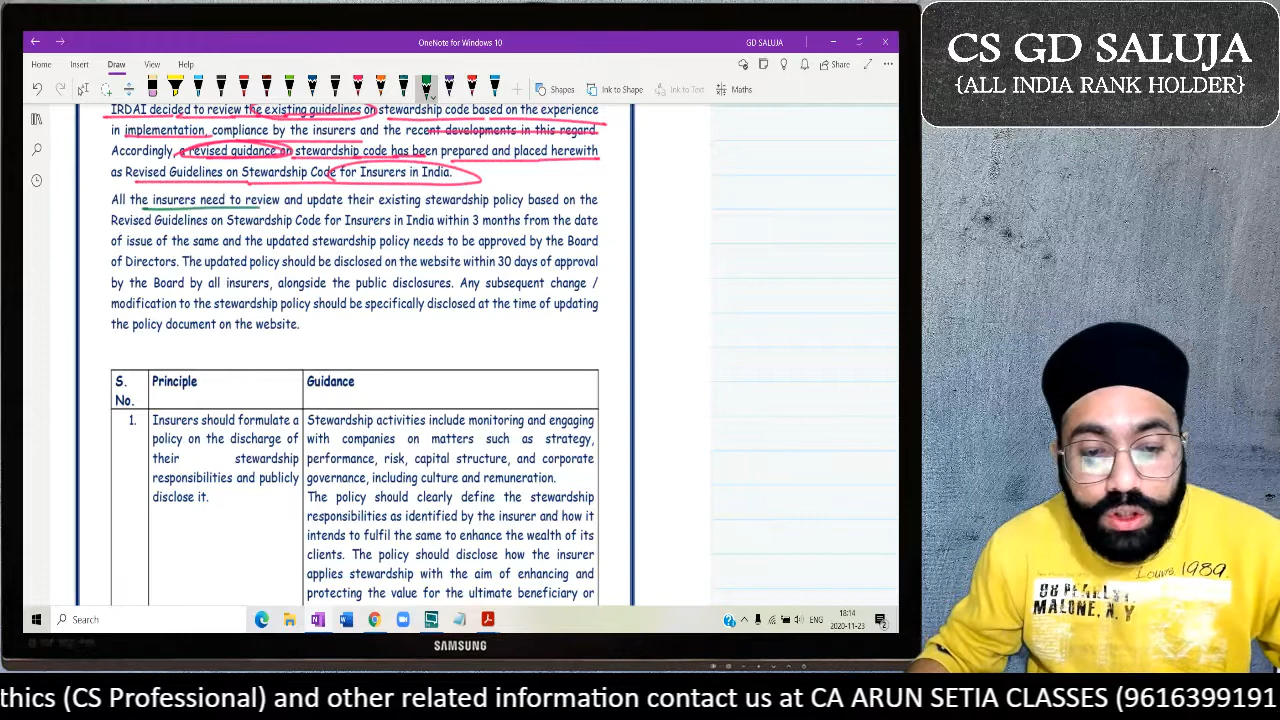 CS GD SALUJA
{ALL INDIA RANK HOLDER}
OneNote for Windows 10
GD SALUJA
Home
Insert
Draw
View
Help
Share
Shapes
Ink to Shape
Ink to Text
Maths
IRDAI decided to review the existing guidelines on stewardship code based on the experience
in implementation, compliance by the insurers and the recent developments in this regard.
Accordingly, a revised guidance on stewardship code has been prepared and placed herewith
as Revised Guidelines on Stewardship Code for Insurers in India.
All the insurers need to review and update their existing stewardship policy based on the
Revised Guidelines on Stewardship Code for Insurers in India within 3 months from the date
of issue of the same and the updated stewardship policy needs to be approved by the Board
of Directors. The updated policy should be disclosed on the website within 30 days of approval
by the Board by all insurers, alongside the public disclosures. Any subsequent change /
modification to the stewardship policy should be specifically disclosed at the time of updating
the policy document on the website.
S. No.
Principle
Guidance
1.
Insurers should formulate a
policy on the discharge of
their stewardship
responsibilities and publicly
disclose it.
Stewardship activities include monitoring and engaging
with companies on matters such as strategy,
performance, risk, capital structure, and corporate
governance, including culture and remuneration.
The policy should clearly define the stewardship
responsibilities as identified by the insurer and how it
intends to fulfil the same to enhance the wealth of its
clients. The policy should disclose how the insurer
applies stewardship with the aim of enhancing and
protecting the value for the ultimate beneficiary or
Search
ENG
18:14
2020-11-23
SAMSUNG
Louvre 1989
MALONE, N.Y
thics (CS Professional) and other related information contact us at CA ARUN SETIA CLASSES (9616399191